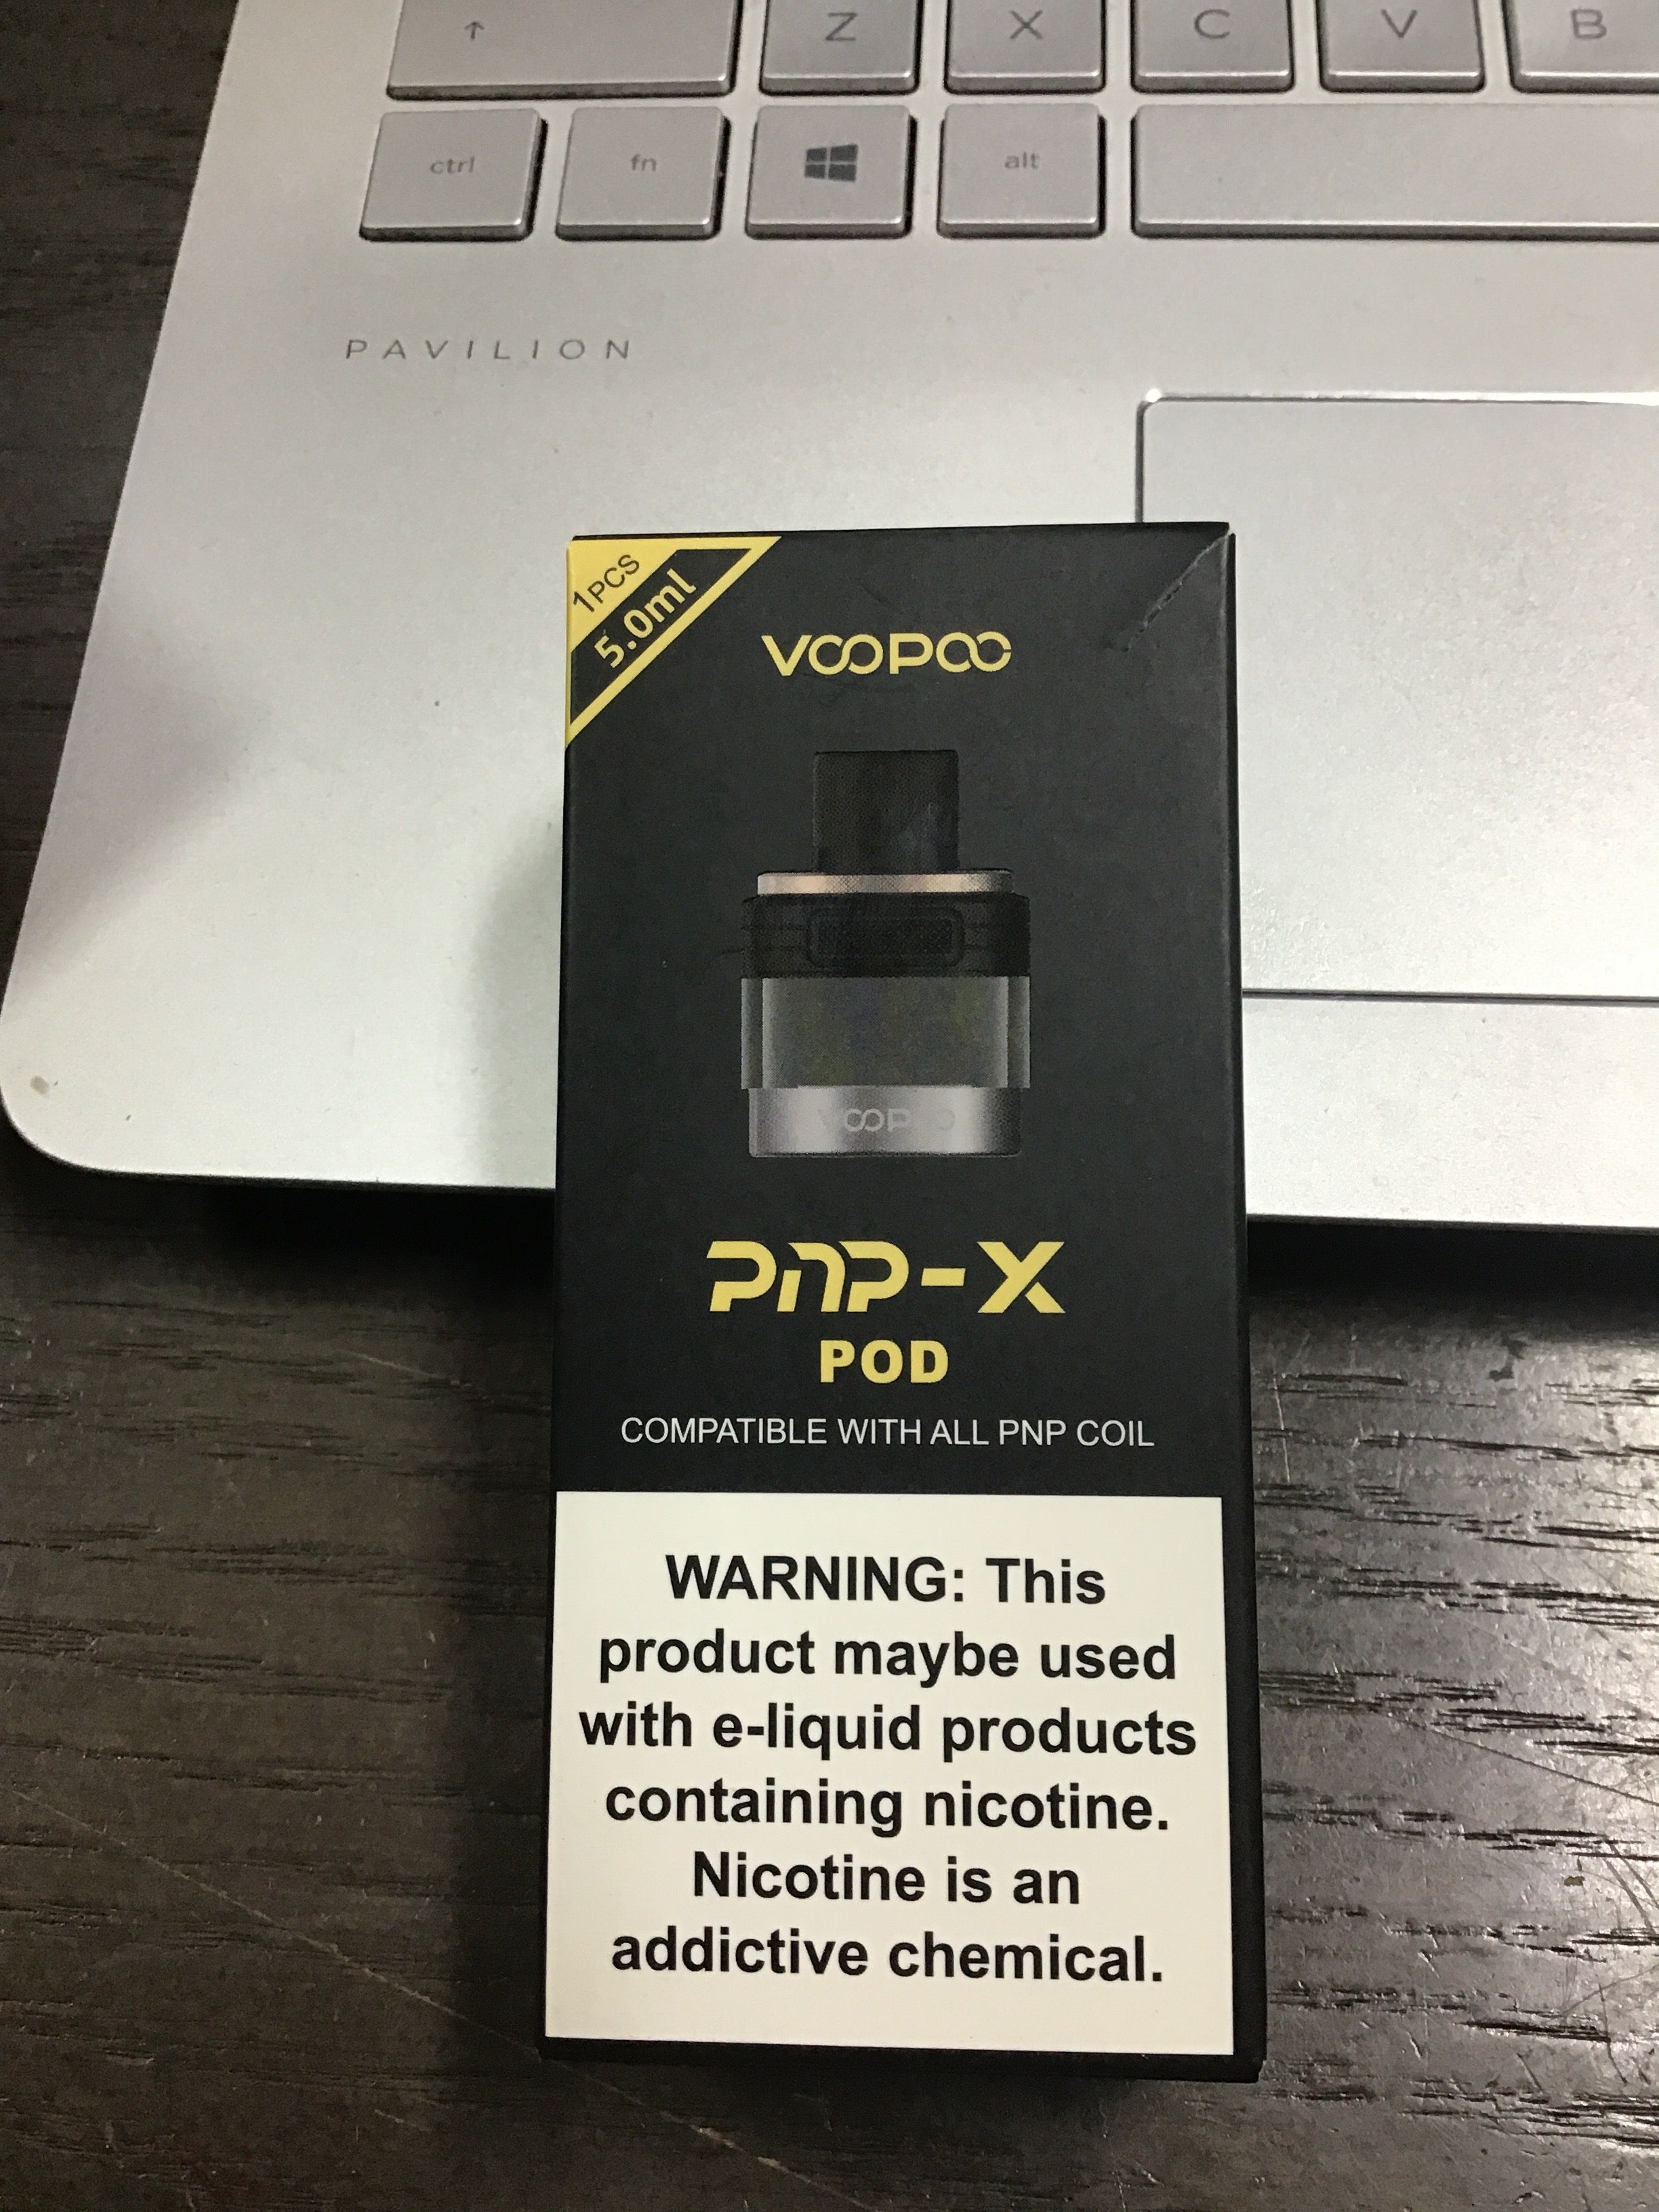 ↑ Z X C V B
ctrl fn alt
PAVILION
1PCS
5.0ml
VOOPOO
VOOPOO
PNP-X
POD
COMPATIBLE WITH ALL PNP COIL
WARNING: This
product maybe used
with e-liquid products
containing nicotine.
Nicotine is an
addictive chemical.